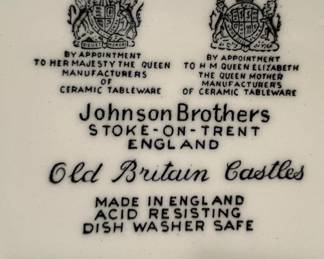 BY APPOINTMENT
TO HER MAJESTY THE QUEEN
MANUFACTURERS
OF
CERAMIC TABLEWARE
BY APPOINTMENT
TO H M QUEEN ELIZABETH
THE QUEEN MOTHER
MANUFACTURERS
OF CERAMIC TABLEWARE
Johnson Brothers
STOKE-ON-TRENT
ENGLAND
Old Britain Castles
MADE IN ENGLAND
ACID RESISTING
DISH WASHER SAFE